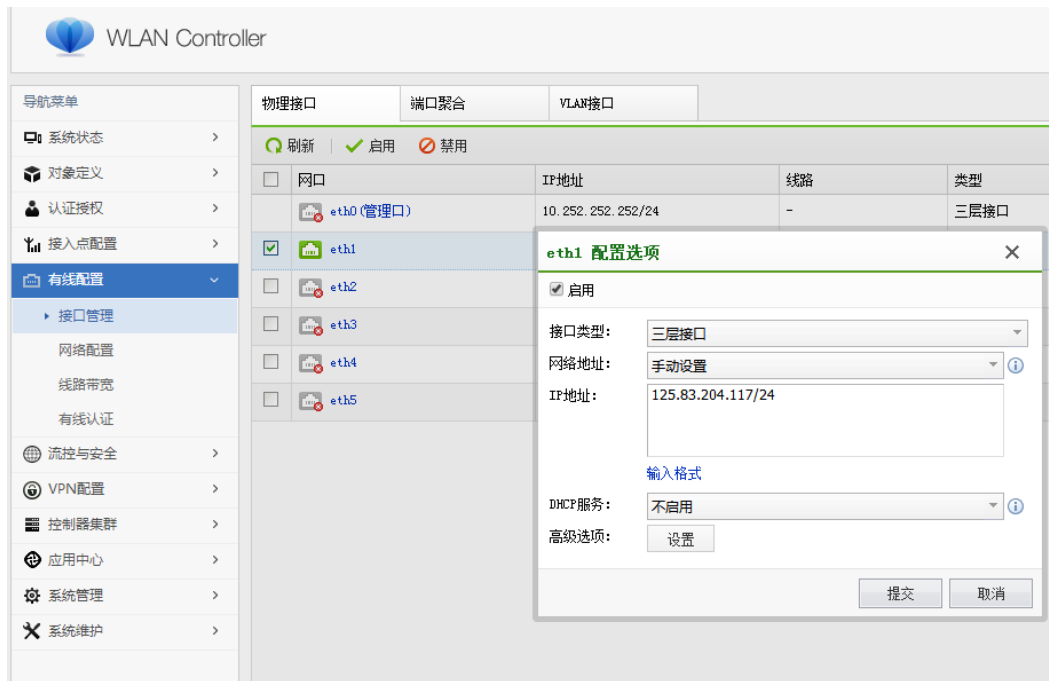 WLAN Controller
导航菜单
系统状态
对象定义
认证授权
接入点配置
有线配置
接口管理
网络配置
线路带宽
有线认证
流控与安全
VPN配置
控制器集群
应用中心
系统管理
系统维护
物理接口 端口聚合 VLAN接口
刷新 启用 禁用
网口 IP地址 线路 类型
eth0(管理口) 10.252.252.252/24 - 三层接口
eth1
eth2
eth3
eth4
eth5
eth1 配置选项
启用
接口类型: 三层接口
网络地址: 手动设置
IP地址: 125.83.204.117/24
输入格式
DHCP服务: 不启用
高级选项: 设置
提交 取消